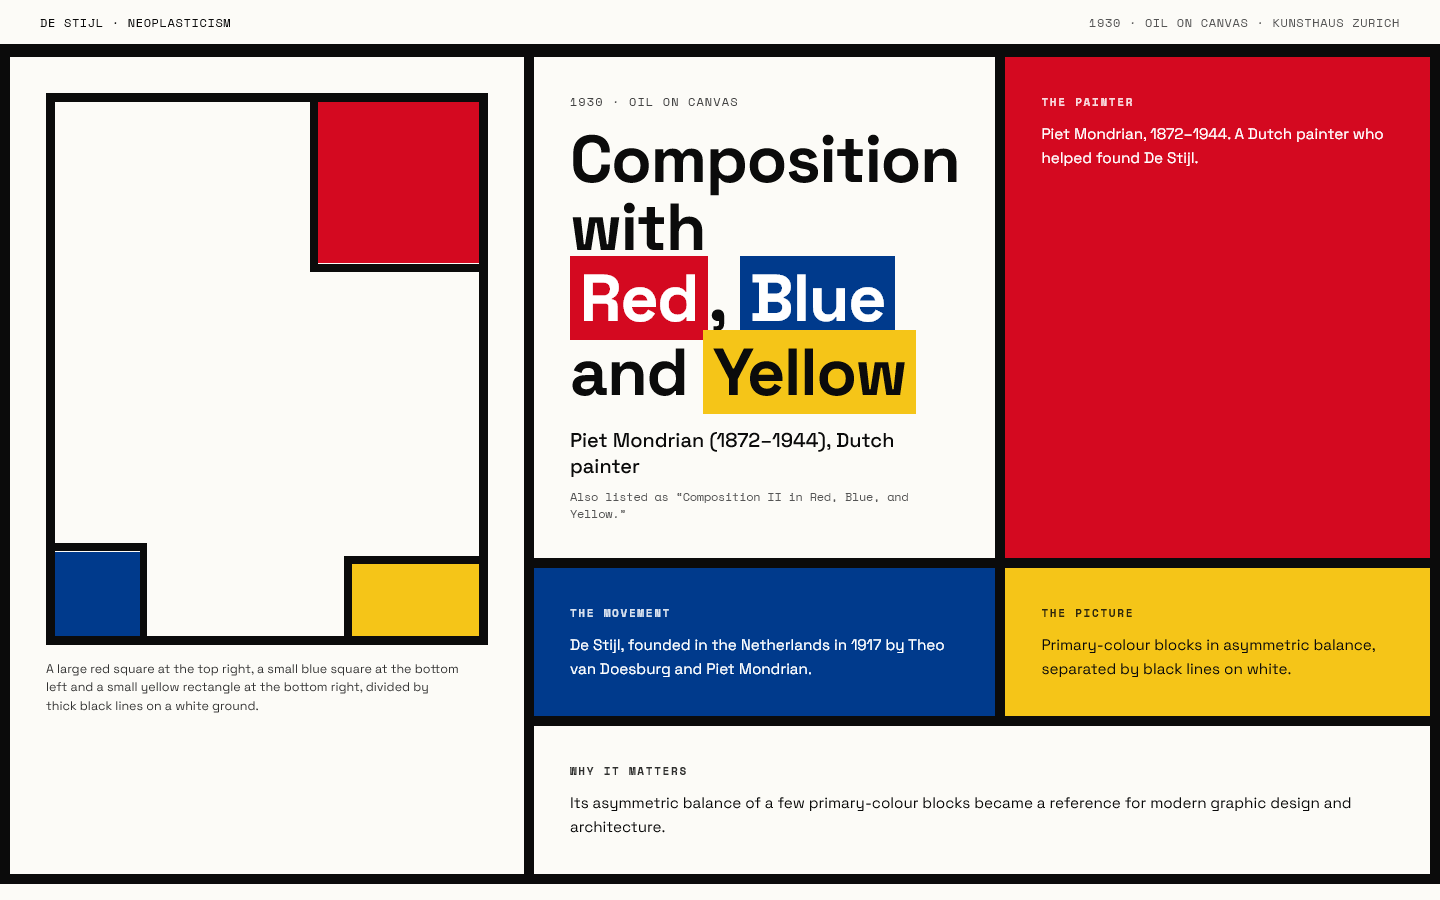 DE STIJL · NEOPLASTICISM
1930 · OIL ON CANVAS · KUNSTHAUS ZURICH
A large red square at the top right, a small blue square at the bottom
left and a small yellow rectangle at the bottom right, divided by
thick black lines on a white ground.
1930 · OIL ON CANVAS
Composition
with
Red, Blue
and Yellow
Piet Mondrian (1872–1944), Dutch
painter
Also listed as “Composition II in Red, Blue, and
Yellow.”
THE PAINTER
Piet Mondrian, 1872–1944. A Dutch painter who
helped found De Stijl.
THE MOVEMENT
De Stijl, founded in the Netherlands in 1917 by Theo
van Doesburg and Piet Mondrian.
THE PICTURE
Primary-colour blocks in asymmetric balance,
separated by black lines on white.
WHY IT MATTERS
Its asymmetric balance of a few primary-colour blocks became a reference for modern graphic design and
architecture.